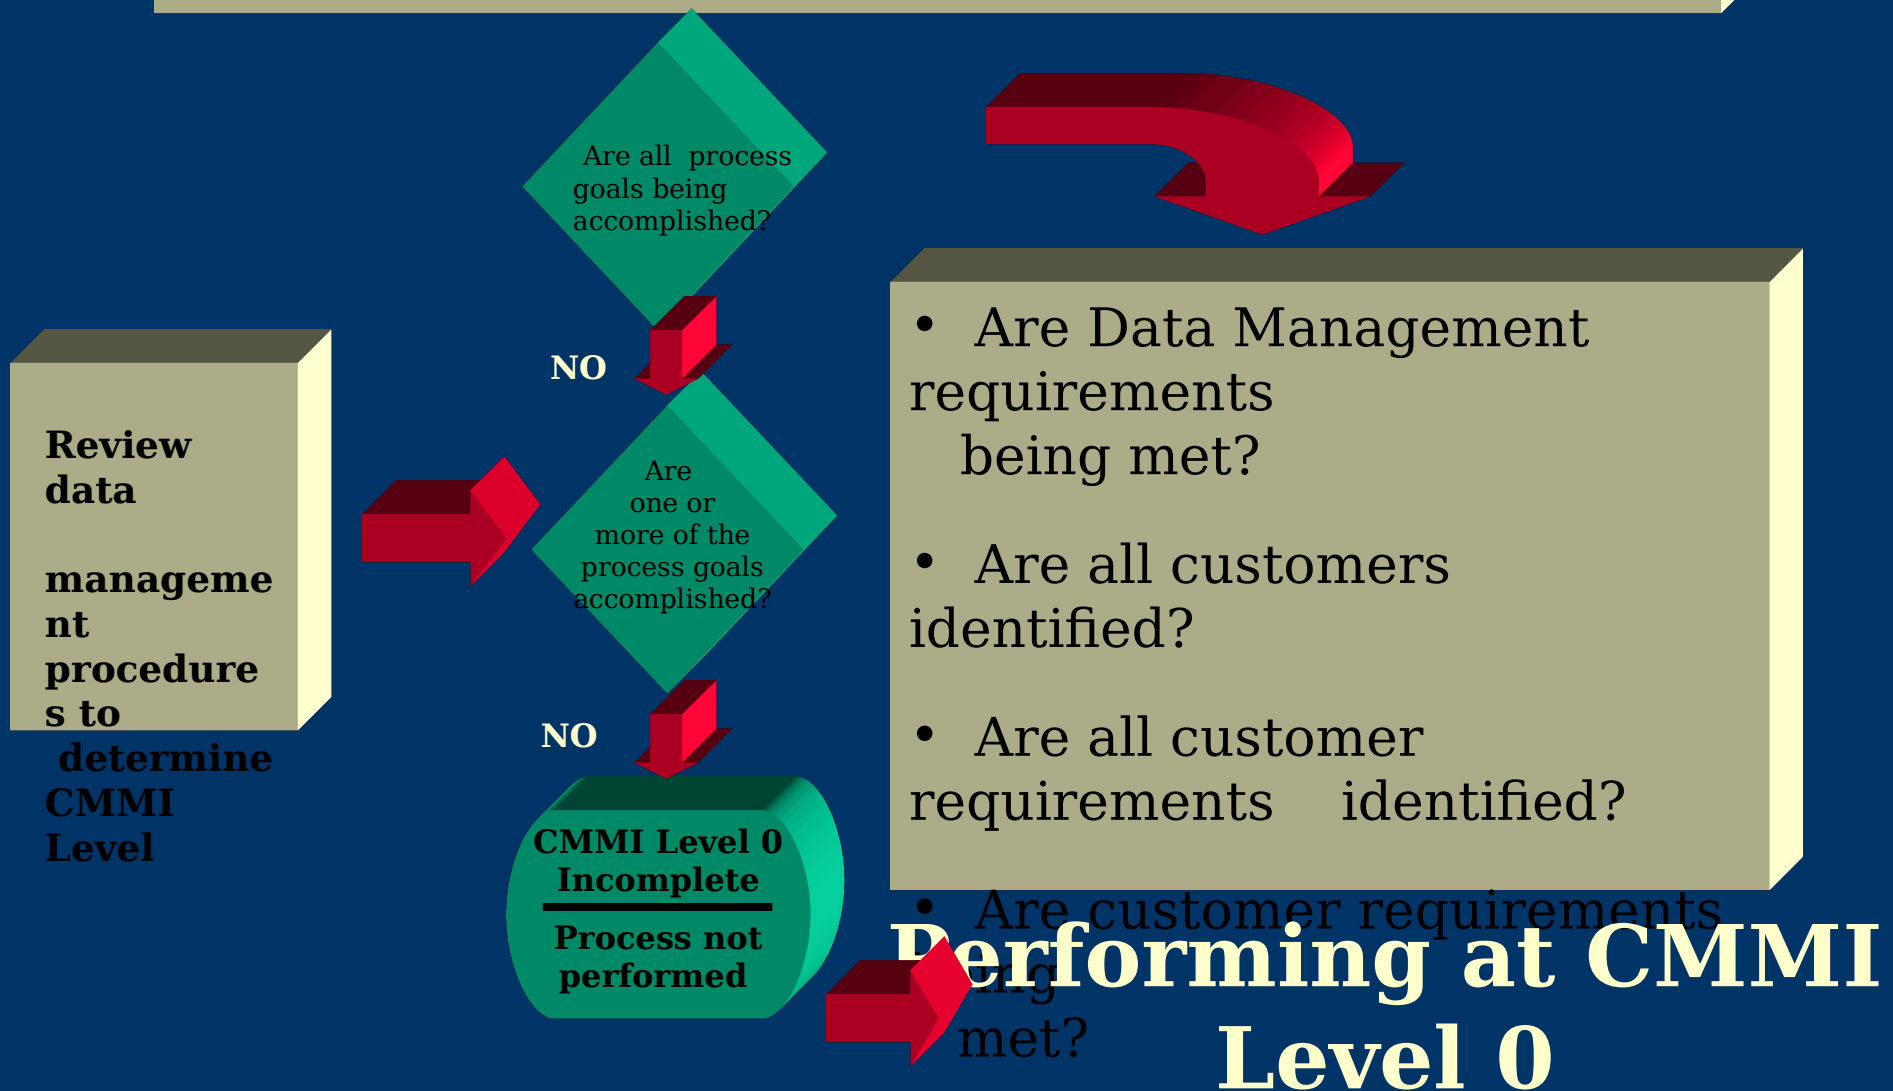 Are all process
goals being
accomplished?
NO
Review
data
manageme
nt
procedure
s to
determine
CMMI
Level
Are
one or
more of the
process goals
accomplished?
NO
CMMI Level 0
Incomplete
Process not
performed
• Are Data Management
requirements
being met?
• Are all customers
identified?
• Are all customer
requirements identified?
• Are customer requirements
met?
Performing at CMMI
Level 0